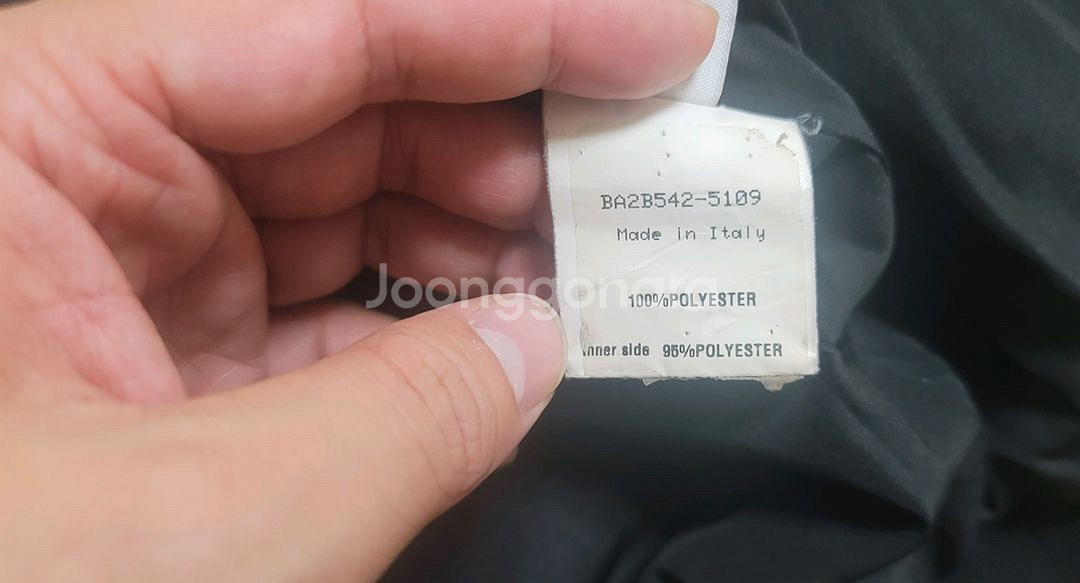 BA2B542-5109
Made in Italy
Joonggonara
100%POLYESTER
Inner side 95%POLYESTER